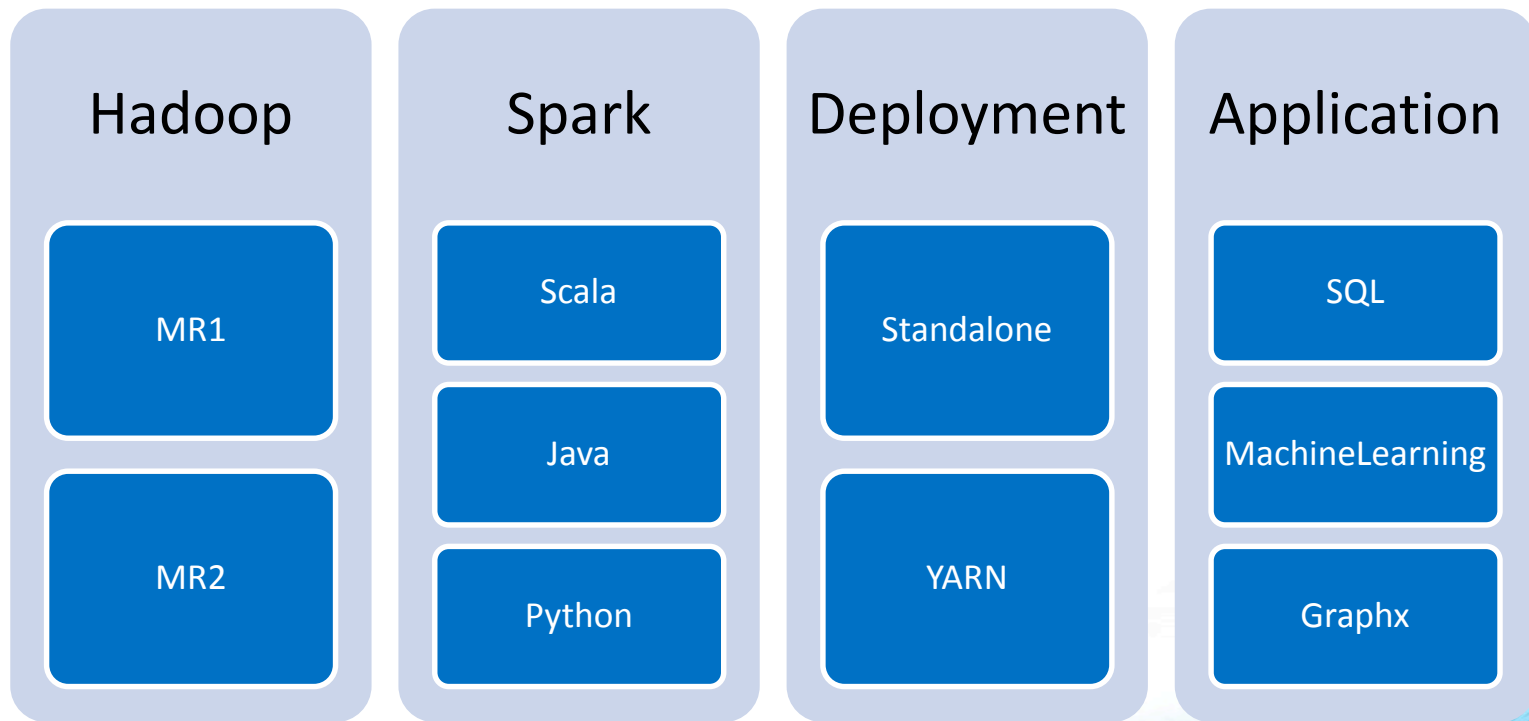 Hadoop
MR1
MR2
Spark
Scala
Java
Python
Deployment
Standalone
YARN
Application
SQL
MachineLearning
Graphx